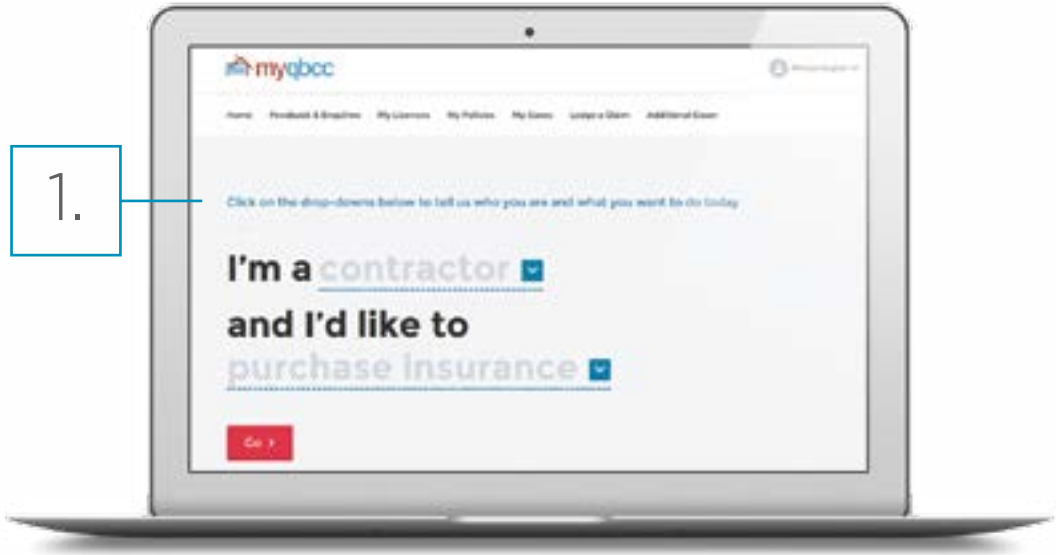 myqbcc
Home Feedback & Enquiries My Licences My Policies My Cases Lodge a Claim Additional Cover
1.
Click on the drop-downs below to tell us who you are and what you want to do today
I'm a contractor
and I'd like to
purchase insurance
Go